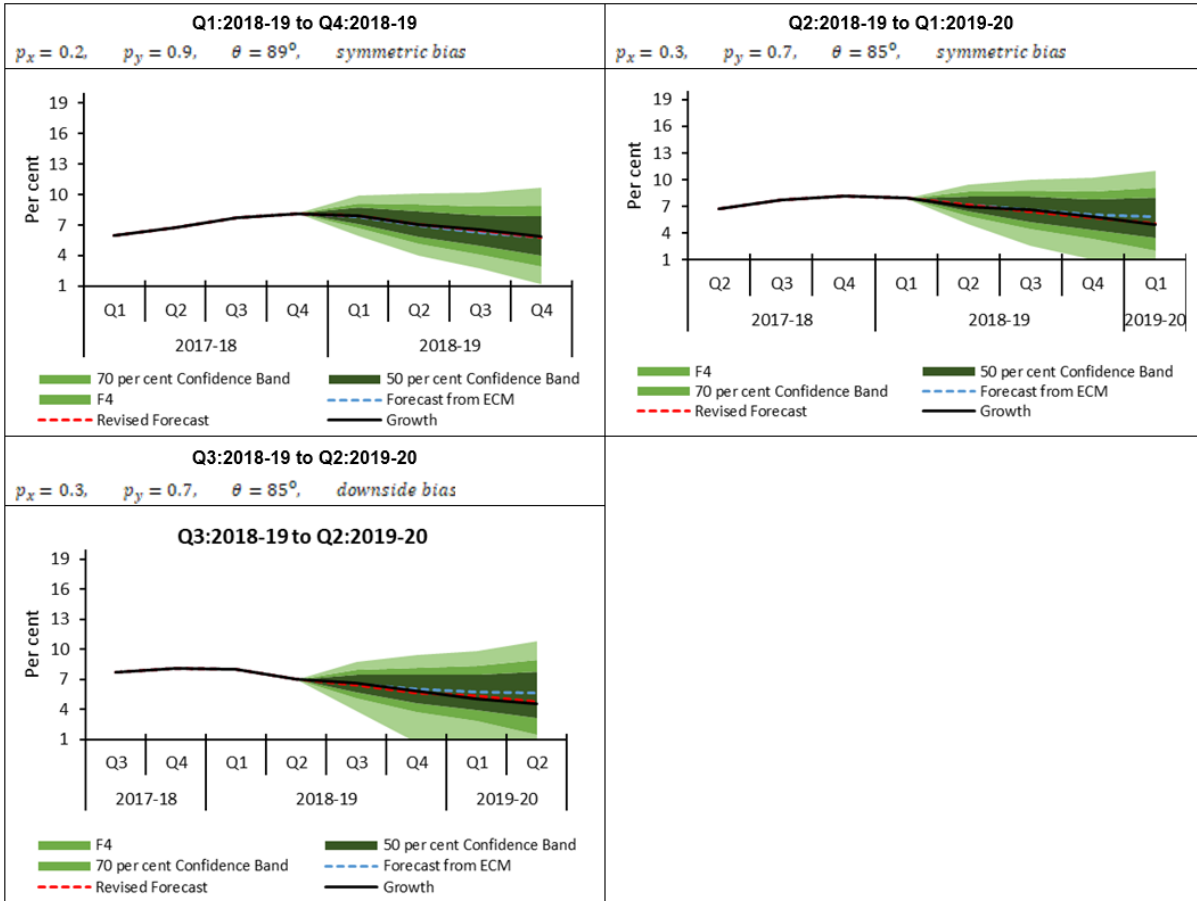 Q1:2018-19 to Q4:2018-19
pₓ = 0.2, p_y = 0.9, θ = 89°, symmetric bias
19
16
13
10
7
4
1
Per cent
Q1 Q2 Q3 Q4 Q1 Q2 Q3 Q4
2017-18 2018-19
70 per cent Confidence Band 50 per cent Confidence Band
F4 Forecast from ECM
Revised Forecast Growth
Q2:2018-19 to Q1:2019-20
pₓ = 0.3, p_y = 0.7, θ = 85°, symmetric bias
19
16
13
10
7
4
1
Per cent
Q2 Q3 Q4 Q1 Q2 Q3 Q4 Q1
2017-18 2018-19 2019-20
F4 50 per cent Confidence Band
70 per cent Confidence Band Forecast from ECM
Revised Forecast Growth
Q3:2018-19 to Q2:2019-20
pₓ = 0.3, p_y = 0.7, θ = 85°, downside bias
Q3:2018-19 to Q2:2019-20
19
16
13
10
7
4
1
Per cent
Q3 Q4 Q1 Q2 Q3 Q4 Q1 Q2
2017-18 2018-19 2019-20
F4 50 per cent Confidence Band
70 per cent Confidence Band Forecast from ECM
Revised Forecast Growth